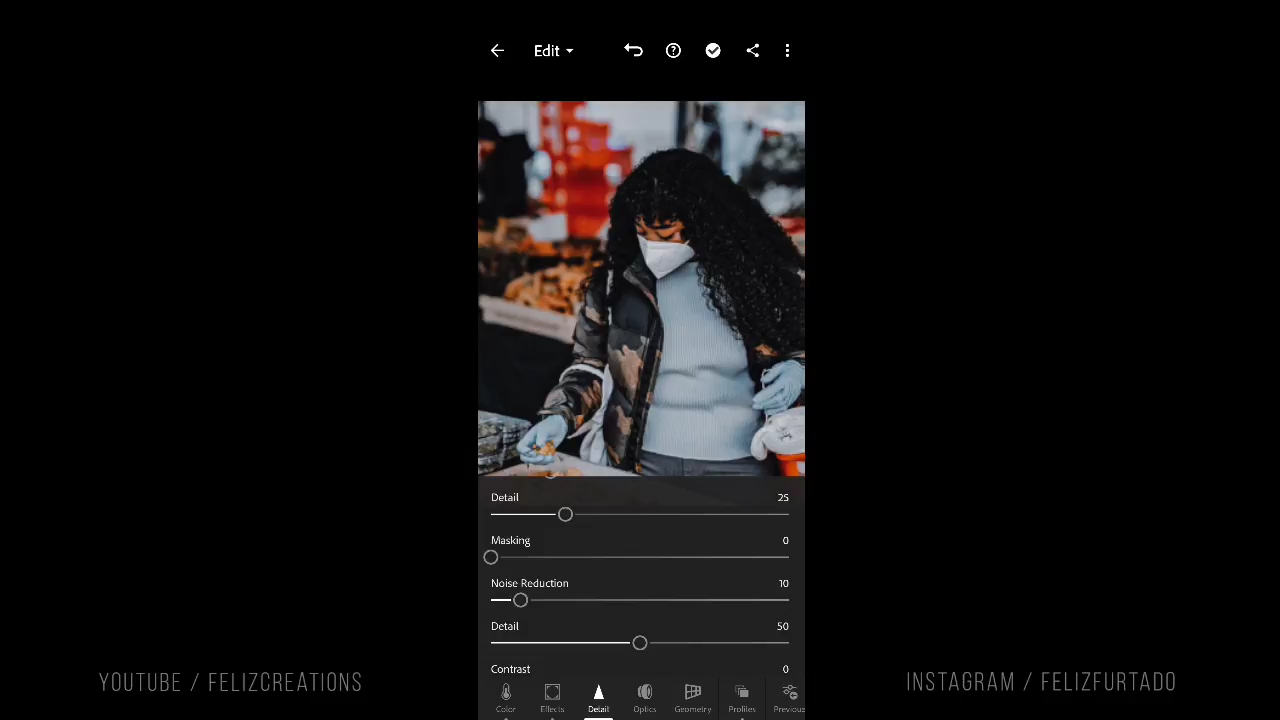 Edit
Detail 25
Masking 0
Noise Reduction 10
Detail 50
Contrast 0
Color Effects Detail Optics Geometry Profiles Previous
YOUTUBE / FELIZCREATIONS
INSTAGRAM / FELIZFURTADO